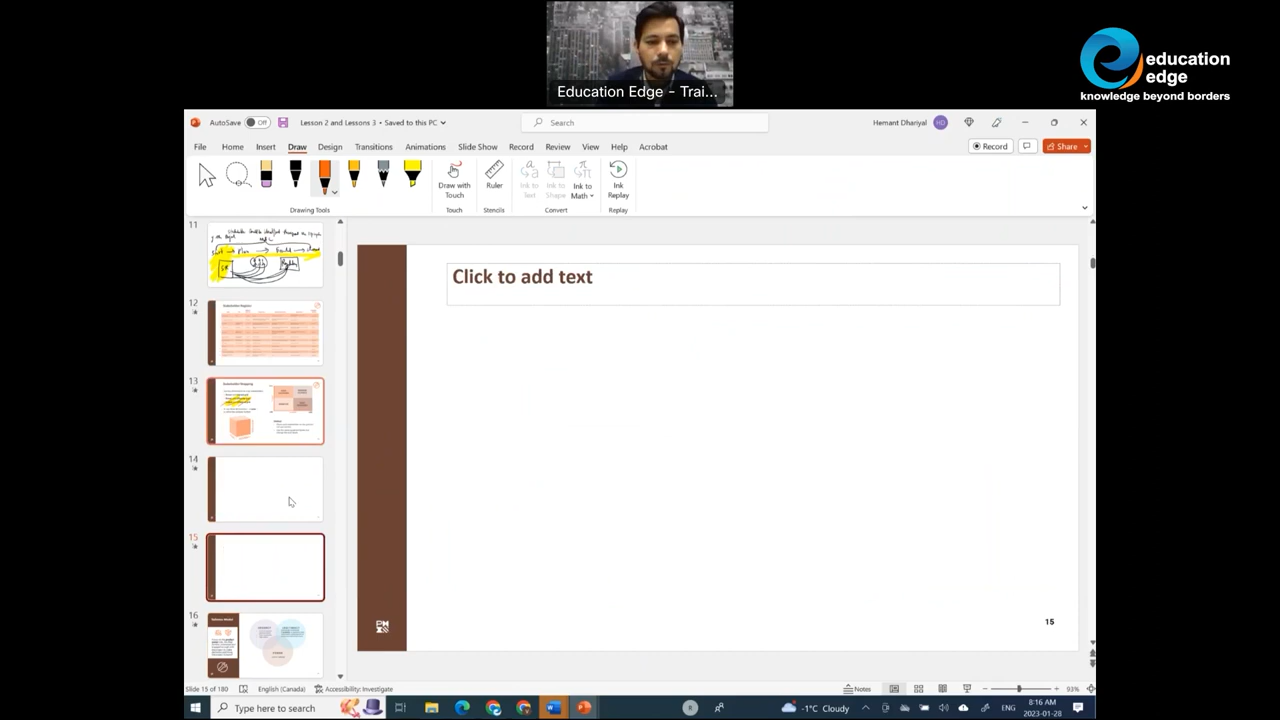 Education Edge - Trai...
education
edge
knowledge beyond borders
AutoSave Off
Lesson 2 and Lessons 3 • Saved to this PC
Search
Hemant Dhariyal HD
File Home Insert Draw Design Transitions Animations Slide Show Record Review View Help Acrobat
Record
Share
Draw with
Touch
Ruler
Ink to
Text
Ink to
Shape
Ink to
Math
Ink
Replay
Drawing Tools
Touch
Stencils
Convert
Replay
11
12
13
14
15
16
Click to add text
15
Slide 15 of 180
English (Canada)
Accessibility: Investigate
Notes
93%
Type here to search
-1°C Cloudy
ENG
8:16 AM
2023-01-28